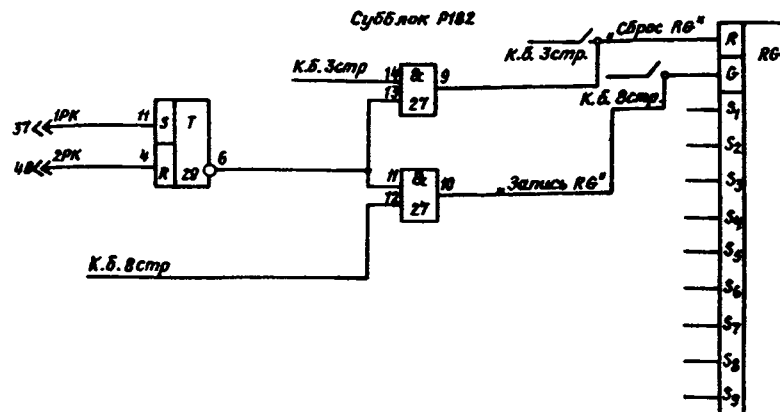 Субблок Р182
„Сброс RG"
К.б. 3стр.
R
RG
К.б. 3стр
14
&
9
13
27
G
К.б. 8стр.
37
1РК
11
S
T
48
2РК
4
R
29
6
11
&
10
12
27
„Запись RG"
К.б. 8стр
S1
S2
S3
S4
S5
S6
S7
S8
S9